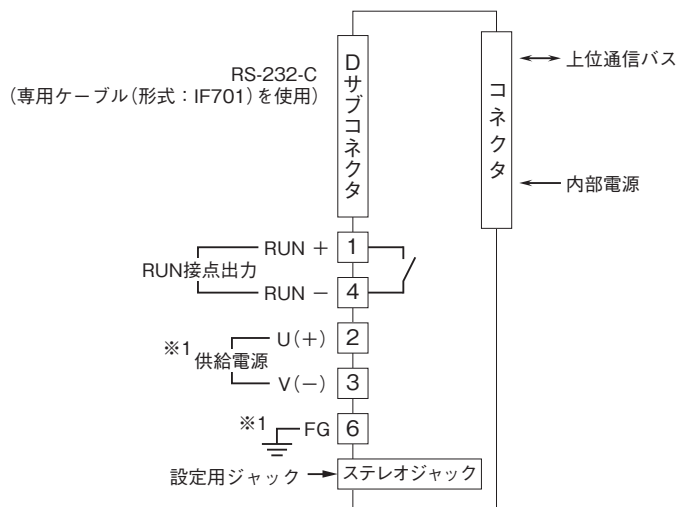 RS-232-C
(専用ケーブル(形式：IF701)を使用)
Dサブコネクタ
コネクタ
上位通信バス
内部電源
RUN +
1
RUN接点出力
RUN −
4
U(+)
2
※1
供給電源
V(−)
3
※1
FG
6
設定用ジャック
ステレオジャック